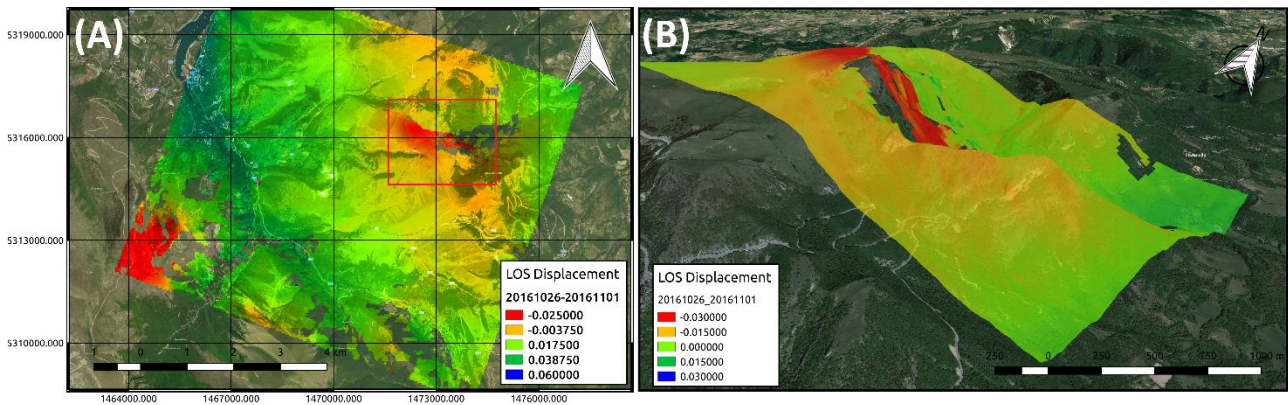 (A)
5319000.000
5316000.000
5313000.000
5310000.000
LOS Displacement
20161026-20161101
-0.025000
-0.003750
0.017500
0.038750
0.060000
1 0 1 2 3 4 km
1464000.000 1467000.000 1470000.000 1473000.000 1476000.000
(B)
N
LOS Displacement
20161026_20161101
-0.030000
-0.015000
0.000000
0.015000
0.030000
250 0 250 500 750 1000 m